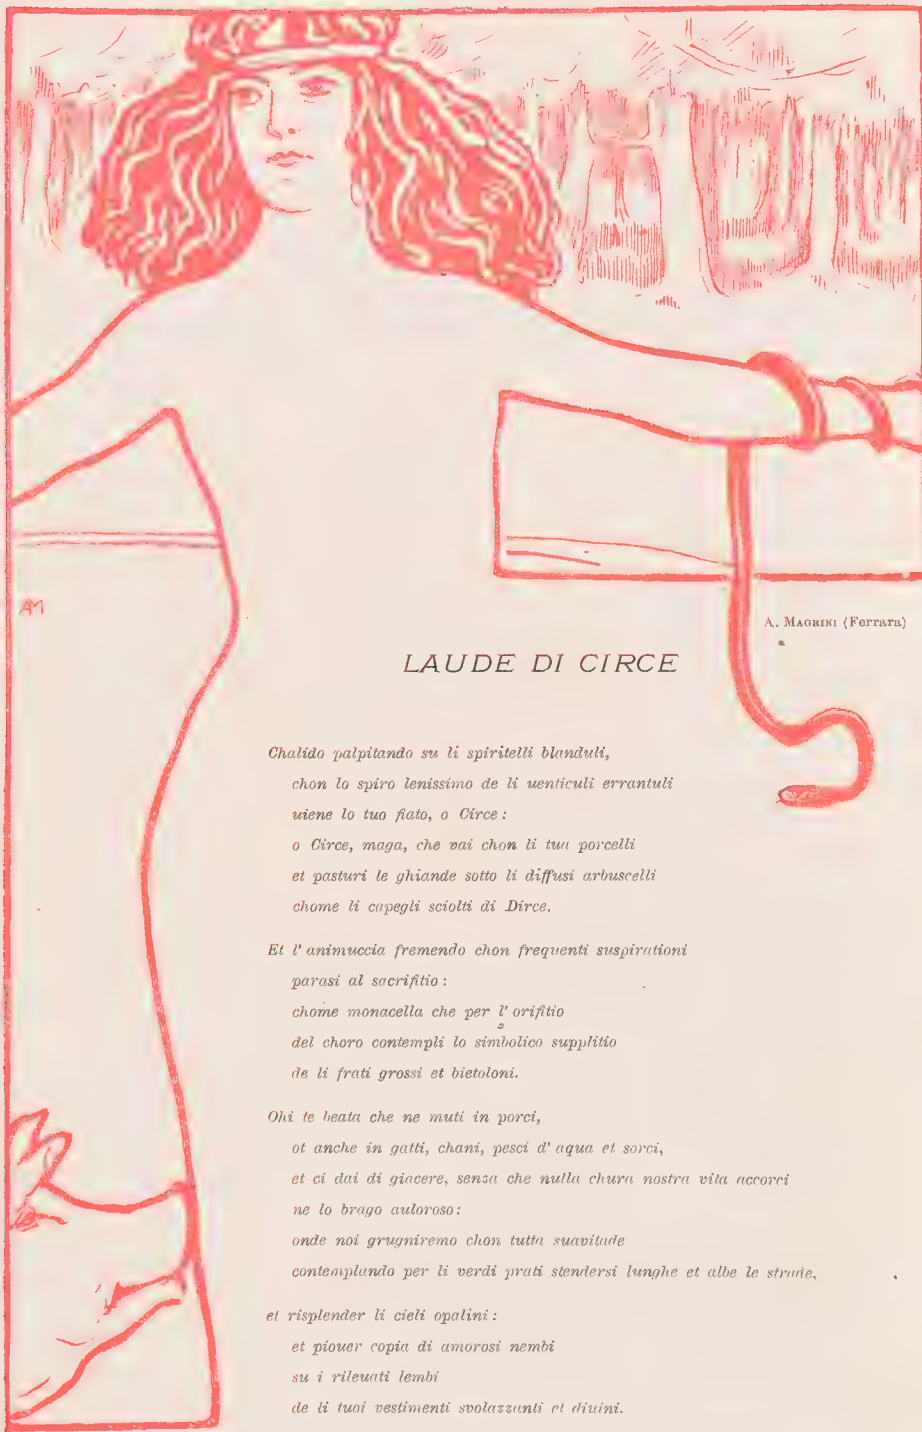 AM
A. MAGRINI (Ferrara)
LAUDE DI CIRCE
Chalido palpitando su li spiritelli blanduli,
chon lo spiro lenissimo de li uenticuli errantuli
uiene lo tuo fiato, o Circe:
o Circe, maga, che vai chon li tua porcelli
et pasturi le ghiande sotto li diffusi arbuscelli
chome li capegli sciolti di Dirce.
Et l'animuccia fremendo chon frequenti suspirationi
parasi al sacrifitio:
chome monacella che per l'orifitio
del choro contempli lo simbolico supplitio
de li frati grossi et bietoloni.
Ohi te beata che ne muti in porci,
ot anche in gatti, chani, pesci d'aqua et sorci,
et ci dai di giacere, senza che nulla chura nostra vita accorci
ne lo brago auloroso:
onde noi grugniremo chon tutta suavitade
contemplando per li verdi prati stendersi lunghe et albe le strade,
et risplender li cieli opalini:
et piouer copia di amorosi nembi
su i rileuati lembi
de li tuoi vestimenti svolazzanti et diuini.